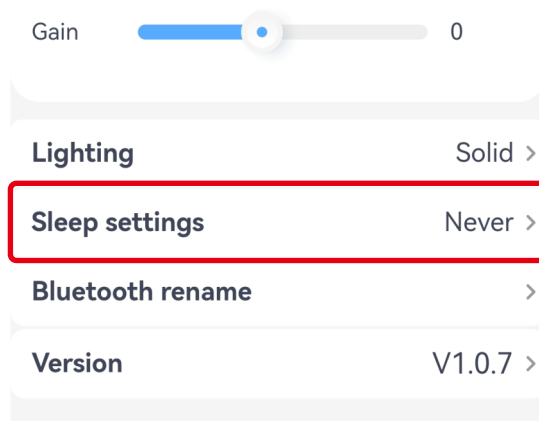 Gain 0
Lighting Solid
Sleep settings Never
Bluetooth rename
Version V1.0.7